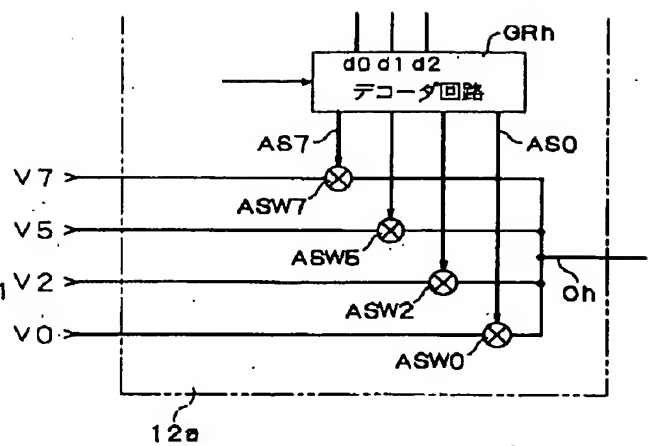 GRh
d0 d1 d2
デコーダ回路
AS7
AS0
V7
ASW7
V5
ASW5
1
V2
ASW2
Oh
V0
ASW0
12a